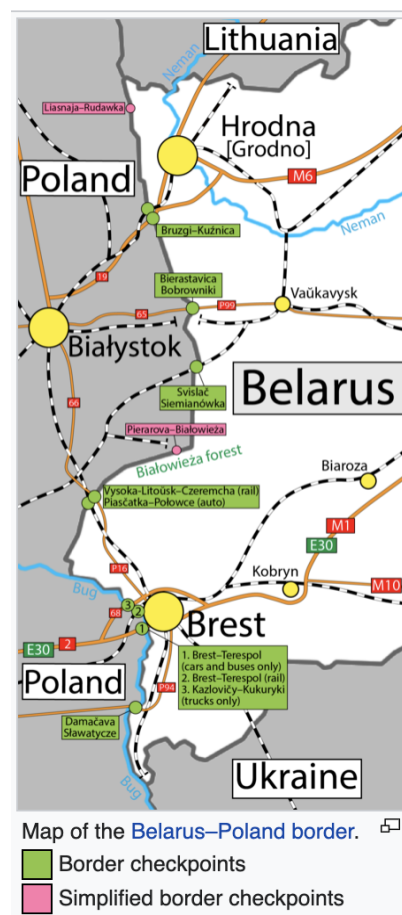 Lithuania
Neman
Liasnaja–Rudawka
Hrodna
[Grodno]
Poland
M6
Neman
Bruzgi–Kuźnica
19
Bierastavica
Bobrowniki
Vaŭkavysk
P99
65
Białystok
Svislač
Siemianówka
Belarus
66
Pierarova–Białowieża
Białowieża forest
Biaroza
Vysoka-Litoŭsk–Czeremcha (rail)
Piasčatka–Połowce (auto)
M1
E30
P16
Kobryn
M10
Bug
3
2
68
1
Brest
E30
2
1. Brest–Terespol
(cars and buses only)
2. Brest–Terespol (rail)
3. Kazlovičy–Kukuryki
(trucks only)
Poland
P94
Damačava
Sławatycze
Ukraine
Bug
Map of the Belarus–Poland border.
Border checkpoints
Simplified border checkpoints